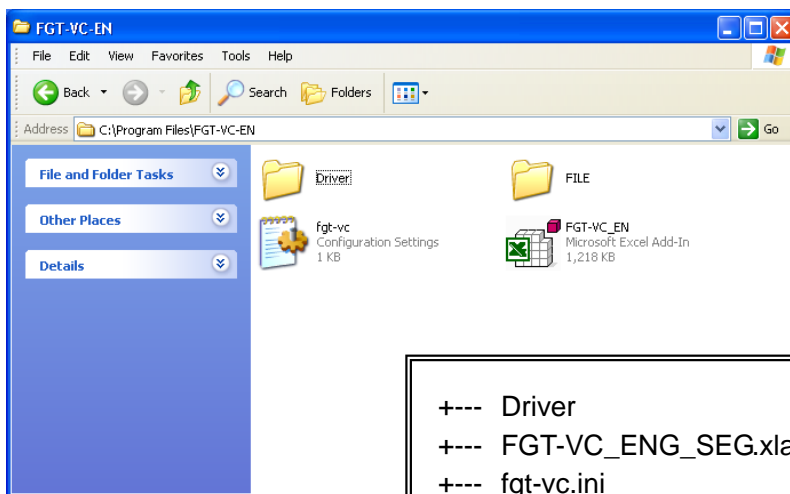 FGT-VC-EN
File Edit View Favorites Tools Help
Back Search Folders
Address C:\Program Files\FGT-VC-EN Go
File and Folder Tasks
Other Places
Details
Driver
FILE
fgt-vc
Configuration Settings
1 KB
FGT-VC_EN
Microsoft Excel Add-In
1,218 KB
+--- Driver
+--- FGT-VC_ENG_SEG.xla
+--- fgt-vc.ini